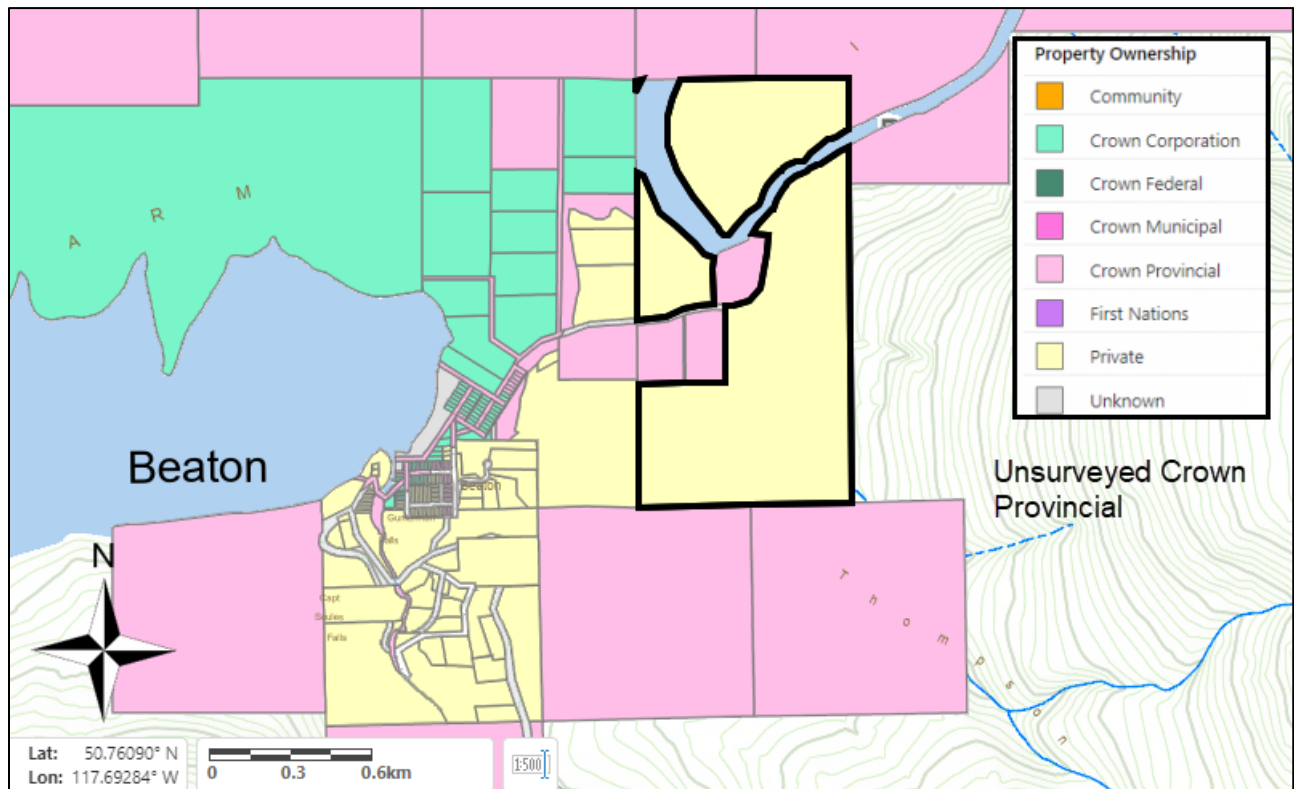 I
Property Ownership
Community
Crown Corporation
Crown Federal
Crown Municipal
Crown Provincial
First Nations
Private
Unknown
A R M
Beaton
Beaton
Unsurveyed Crown
Provincial
N
Falls
Capt
Soules
Falls
T h o m p s o n
Lat: 50.76090° N
Lon: 117.69284° W
0 0.3 0.6km
1:500